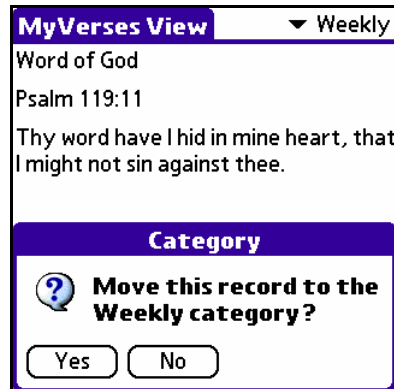 MyVerses View ▼ Weekly
Word of God
Psalm 119:11
Thy word have I hid in mine heart, that
I might not sin against thee.
Category
Move this record to the
Weekly category?
Yes No